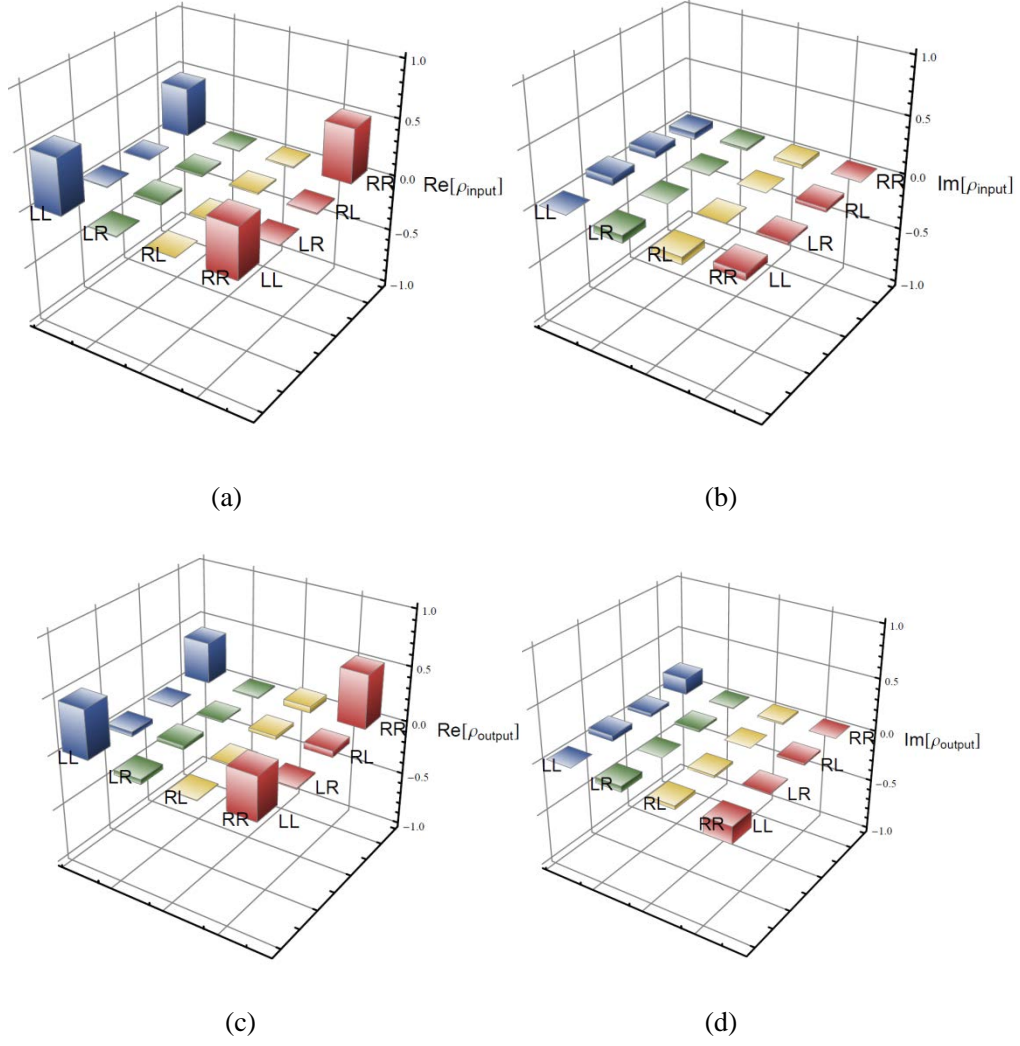 1.0
0.5
0.0
−0.5
−1.0
Re[ρinput]
LL
LR
RL
RR
LL
LR
RL
RR
(a)
1.0
0.5
0.0
−0.5
−1.0
Im[ρinput]
LL
LR
RL
RR
LL
LR
RL
RR
(b)
1.0
0.5
0.0
−0.5
−1.0
Re[ρoutput]
LL
LR
RL
RR
LL
LR
RL
RR
(c)
1.0
0.5
0.0
−0.5
−1.0
Im[ρoutput]
LL
LR
RL
RR
LL
LR
RL
RR
(d)